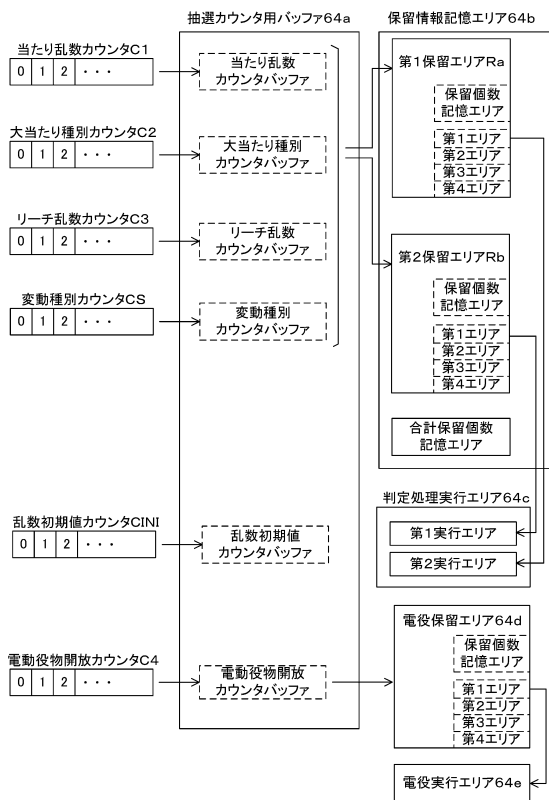 抽選カウンタ用バッファ64a
当たり乱数カウンタC1
0 1 2 ・・・
当たり乱数
カウンタバッファ
大当たり種別カウンタC2
0 1 2 ・・・
大当たり種別
カウンタバッファ
リーチ乱数カウンタC3
0 1 2 ・・・
リーチ乱数
カウンタバッファ
変動種別カウンタCS
0 1 2 ・・・
変動種別
カウンタバッファ
乱数初期値カウンタCINI
0 1 2 ・・・
乱数初期値
カウンタバッファ
電動役物開放カウンタC4
0 1 2 ・・・
電動役物開放
カウンタバッファ
保留情報記憶エリア64b
第1保留エリアRa
保留個数
記憶エリア
第1エリア
第2エリア
第3エリア
第4エリア
第2保留エリアRb
保留個数
記憶エリア
第1エリア
第2エリア
第3エリア
第4エリア
合計保留個数
記憶エリア
判定処理実行エリア64c
第1実行エリア
第2実行エリア
電役保留エリア64d
保留個数
記憶エリア
第1エリア
第2エリア
第3エリア
第4エリア
電役実行エリア64e